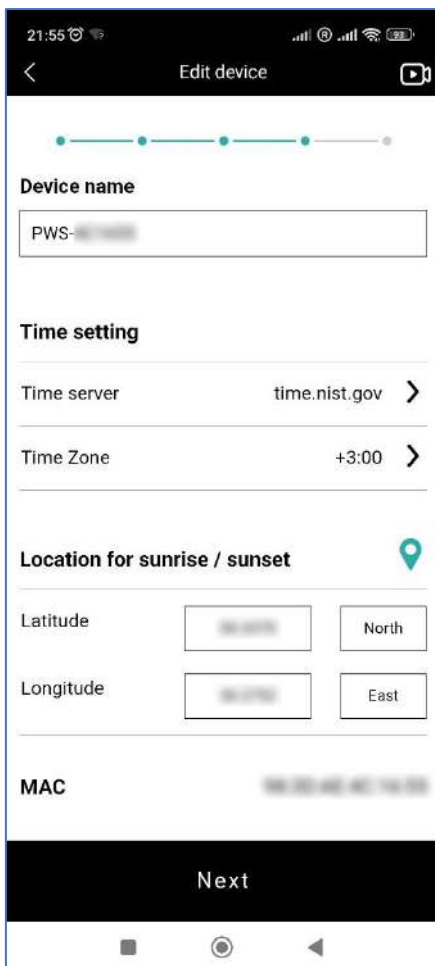 21:55
93
Edit device
Device name
PWS-
Time setting
Time server time.nist.gov
Time Zone +3:00
Location for sunrise / sunset
Latitude North
Longitude East
MAC
Next